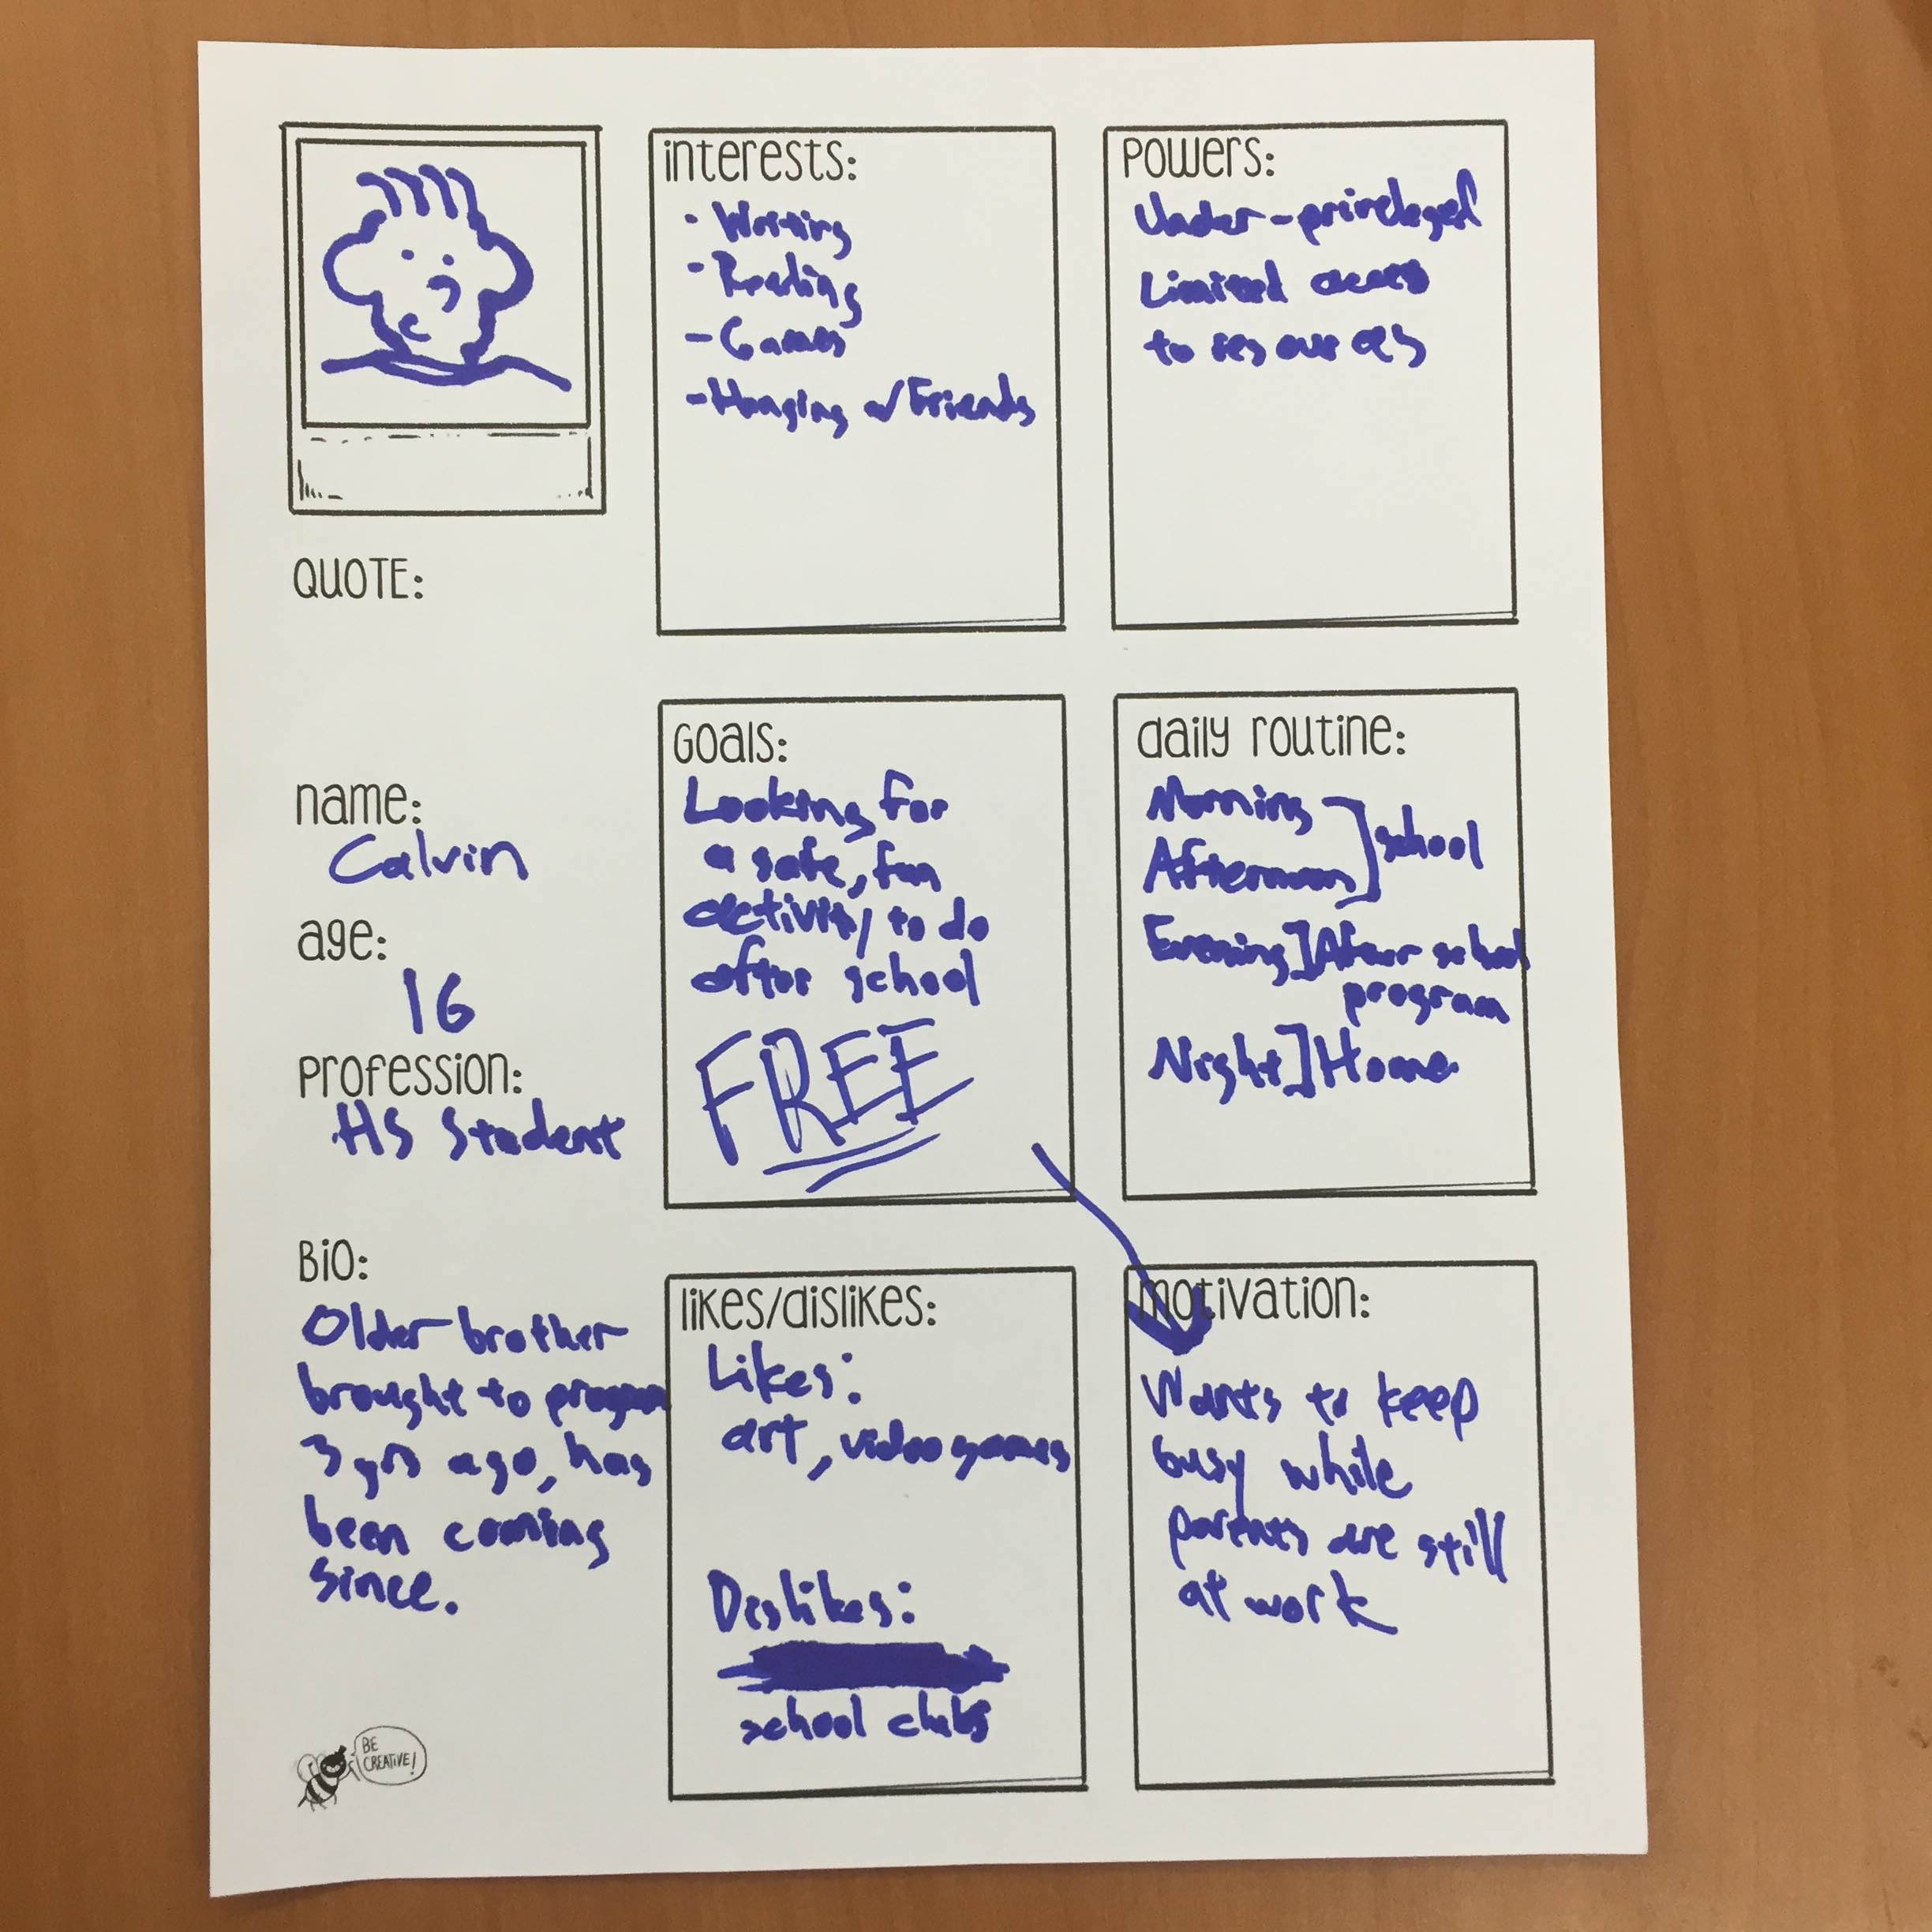 QUOTE:
name:
Calvin
age:
16
Profession:
HS Student
BiO:
Older brother
brought to program
3 yrs ago, has
been coming
since.
BE
CREATIVE!
interests:
-
- Reading
- Games
- Hanging w/ Friends
POWERS:
Under-priveleged
Limited access
to resources
GOALS:
Looking for
a safe, fun
activity to do
after school
FREE
daily routine:
Morning
Afternoon ] school
Evening ] After school
program
Night ] Home
likes/dislikes:
Likes:
art, video games
Dislikes:
school clubs
motivation:
Wants to keep
busy while
parents are still
at work